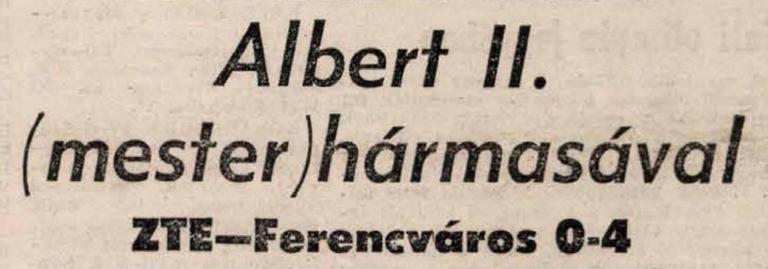 Albert II.
(mester)hármasával
ZTE—Ferencváros 0-4